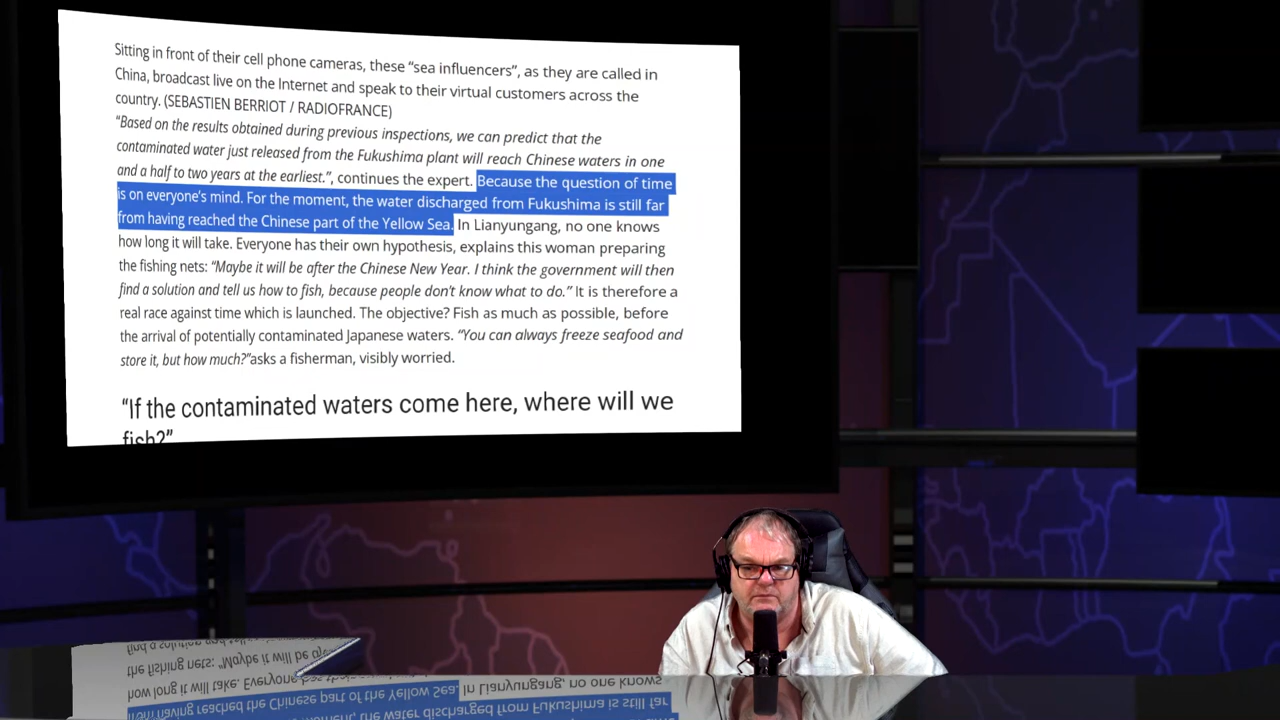 Sitting in front of their cell phone cameras, these “sea influencers”, as they are called in
China, broadcast live on the Internet and speak to their virtual customers across the
country. (SEBASTIEN BERRIOT / RADIOFRANCE)
“Based on the results obtained during previous inspections, we can predict that the
contaminated water just released from the Fukushima plant will reach Chinese waters in one
and a half to two years at the earliest.”, continues the expert. Because the question of time
is on everyone's mind. For the moment, the water discharged from Fukushima is still far
from having reached the Chinese part of the Yellow Sea. In Lianyungang, no one knows
how long it will take. Everyone has their own hypothesis, explains this woman preparing
the fishing nets: “Maybe it will be after the Chinese New Year. I think the government will then
find a solution and tell us how to fish, because people don’t know what to do.” It is therefore a
real race against time which is launched. The objective? Fish as much as possible, before
the arrival of potentially contaminated Japanese waters. “You can always freeze seafood and
store it, but how much?”asks a fisherman, visibly worried.
“If the contaminated waters come here, where will we
fish?”